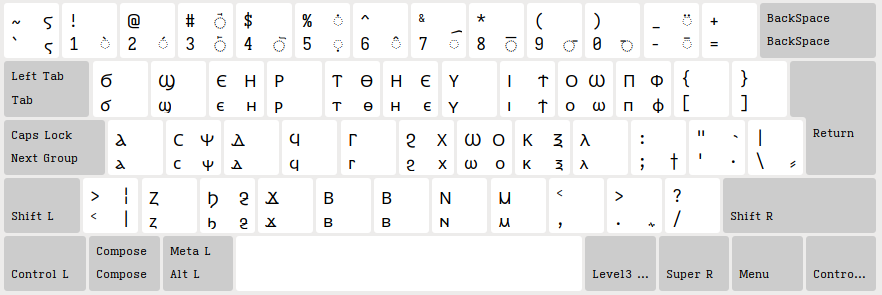 ~ ! @ # $ % ^ & * ( ) _ + BackSpace
` ϛ 1 2 3 4 5 6 7 8 9 0 - = BackSpace
Left Tab Ϭ Ϣ Ⲉ Ⲏ Ⲣ Ⲧ Ⲑ Ⲏ Ⲉ Ⲩ Ⲓ Ϯ Ⲟ Ⲱ Ⲡ Ⲫ { }
Tab ϭ ϣ ⲉ ⲏ ⲣ ⲧ ⲑ ⲏ ⲉ ⲩ ⲓ ϯ ⲟ ⲱ ⲡ ⲫ [ ]
Caps Lock Ⲁ Ⲥ Ⲯ Ⲇ Ϥ Ⲅ Ϩ Ⲭ Ⲱ Ⲟ Ⲕ Ⲝ Ⲗ : " ` | Return
Next Group ⲁ ⲥ ⲯ ⲇ ϥ ⲅ ϩ ⲭ ⲱ ⲟ ⲕ ⲝ ⲗ ; † ' · \ ⸗
> ¦ Ⲍ Ϧ Ϩ Ϫ Ⲃ Ⲃ Ⲛ Ⲙ < > ?
Shift L < | ⲍ ϧ ϩ ϫ ⲃ ⲃ ⲛ ⲙ , . / Shift R
Compose Meta L
Control L Compose Alt L Level3 ... Super R Menu Contro...